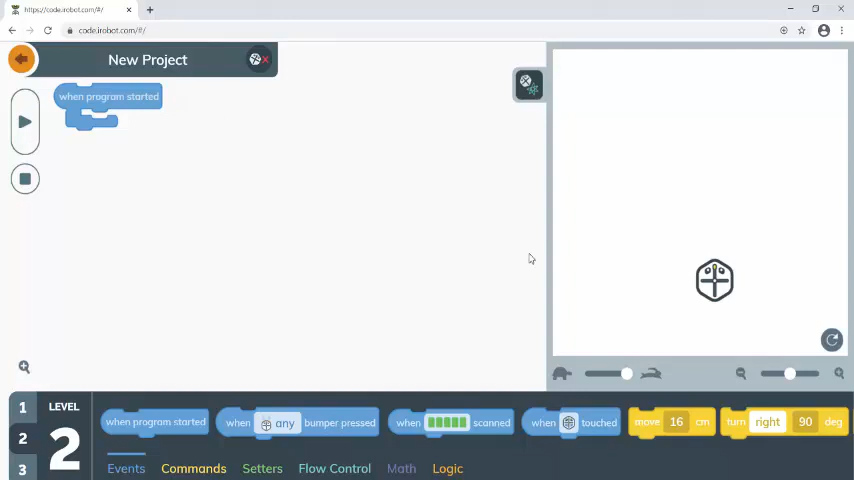 https://code.irobot.com/#/
code.irobot.com/#/
New Project
when program started
1
2
3
LEVEL
2
when program started
when any bumper pressed
when scanned
when touched
move 16 cm
turn right 90 deg
Events Commands Setters Flow Control Math Logic